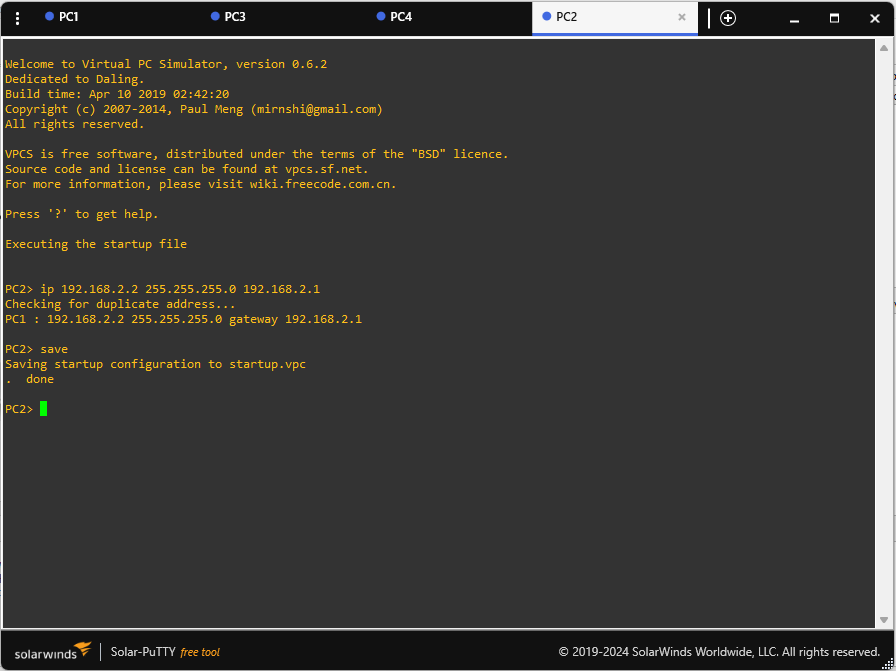 PC1 PC3 PC4 PC2
Welcome to Virtual PC Simulator, version 0.6.2
Dedicated to Daling.
Build time: Apr 10 2019 02:42:20
Copyright (c) 2007-2014, Paul Meng (mirnshi@gmail.com)
All rights reserved.
VPCS is free software, distributed under the terms of the "BSD" licence.
Source code and license can be found at vpcs.sf.net.
For more information, please visit wiki.freecode.com.cn.
Press '?' to get help.
Executing the startup file
PC2> ip 192.168.2.2 255.255.255.0 192.168.2.1
Checking for duplicate address...
PC1 : 192.168.2.2 255.255.255.0 gateway 192.168.2.1
PC2> save
Saving startup configuration to startup.vpc
.  done
PC2>
solarwinds Solar-PuTTY free tool © 2019-2024 SolarWinds Worldwide, LLC. All rights reserved.